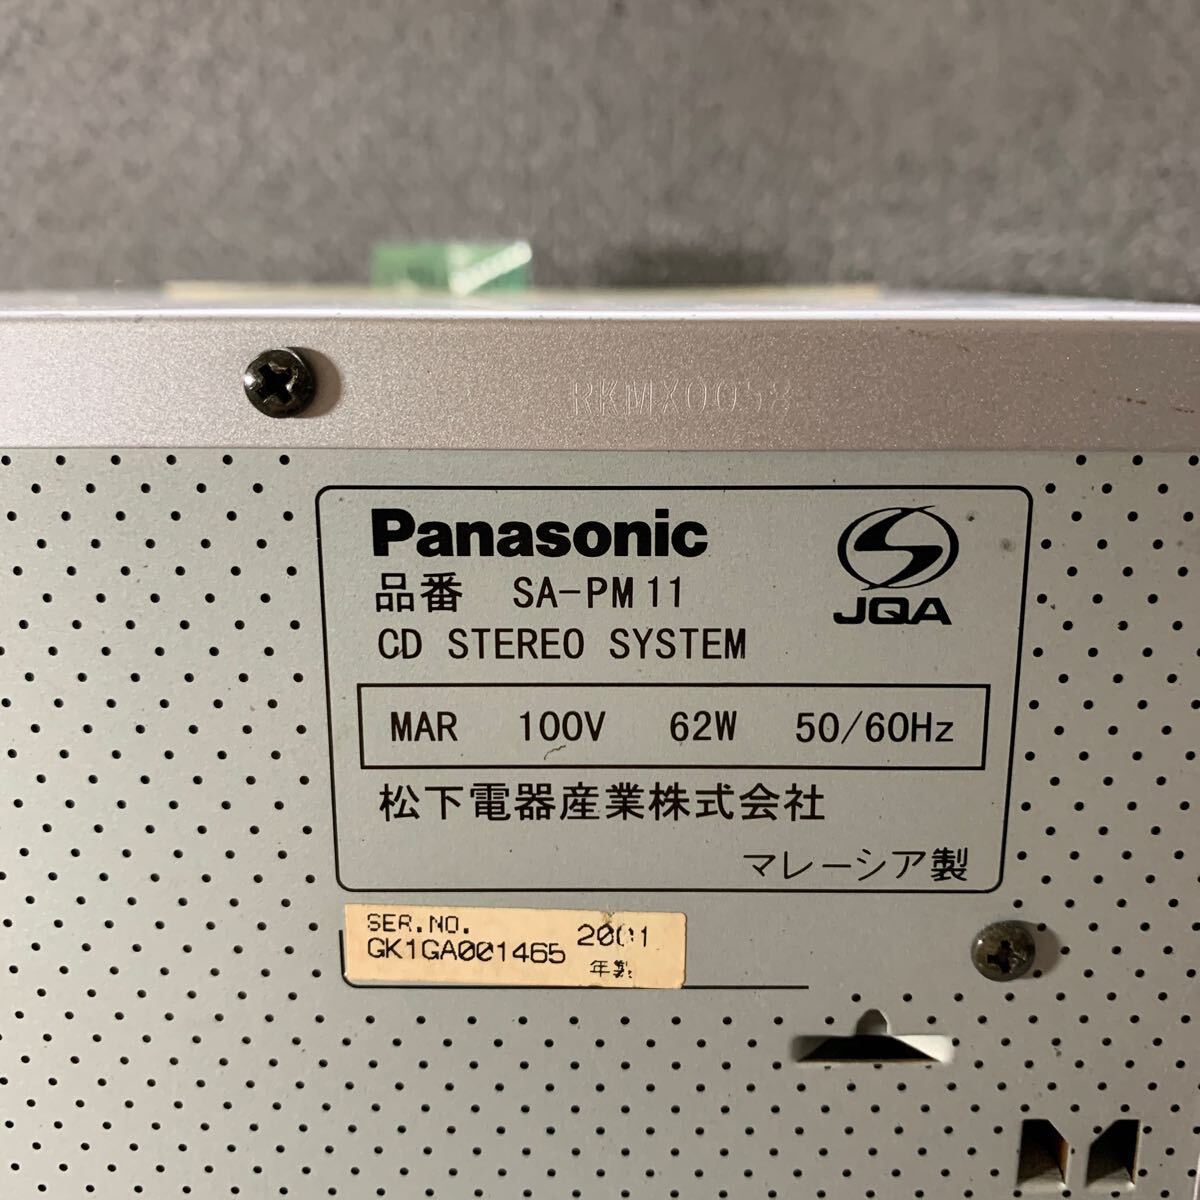 RKMX0058
Panasonic
品番 SA-PM11
JQA
CD STEREO SYSTEM
MAR 100V 62W 50/60Hz
松下電器産業株式会社
マレーシア製
SER.NO.
GK1GA001465
2001
年製